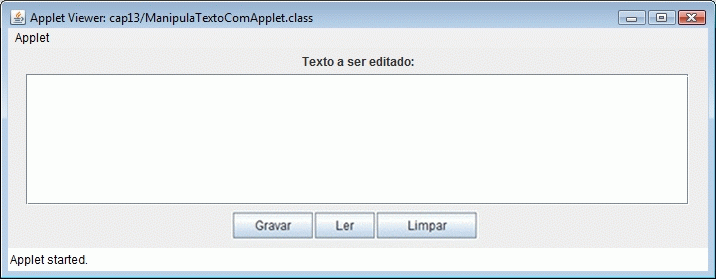 Applet Viewer: cap13/ManipulaTextoComApplet.class
Applet
Texto a ser editado:
Gravar Ler Limpar
Applet started.